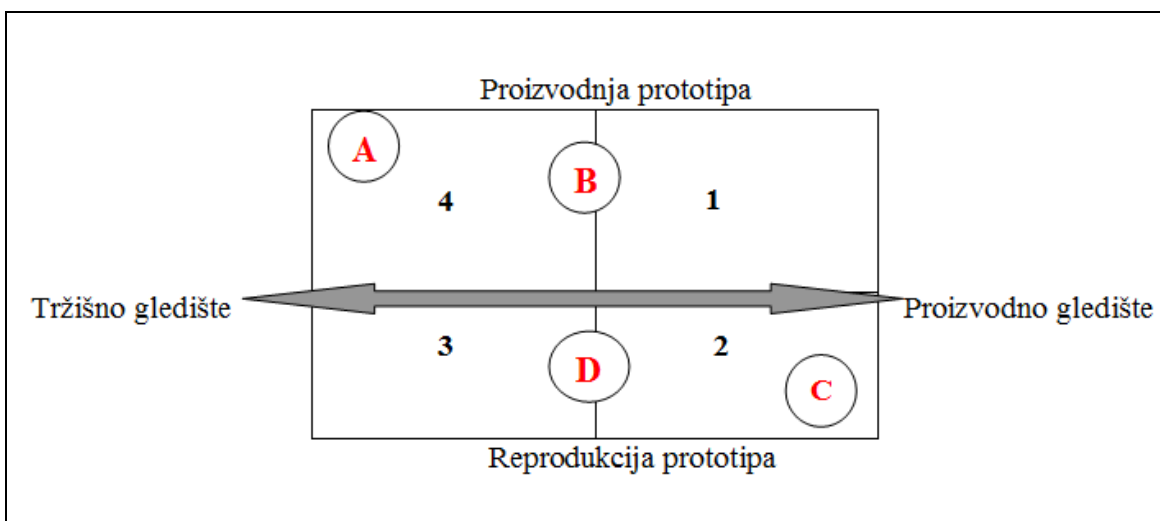 Proizvodnja prototipa
A
B
4
1
Tržišno gledište
Proizvodno gledište
3
2
D
C
Reprodukcija prototipa